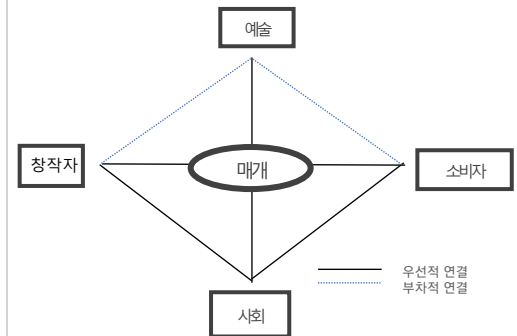 예술
창작자
매개
소비자
우선적 연결
부차적 연결
사회